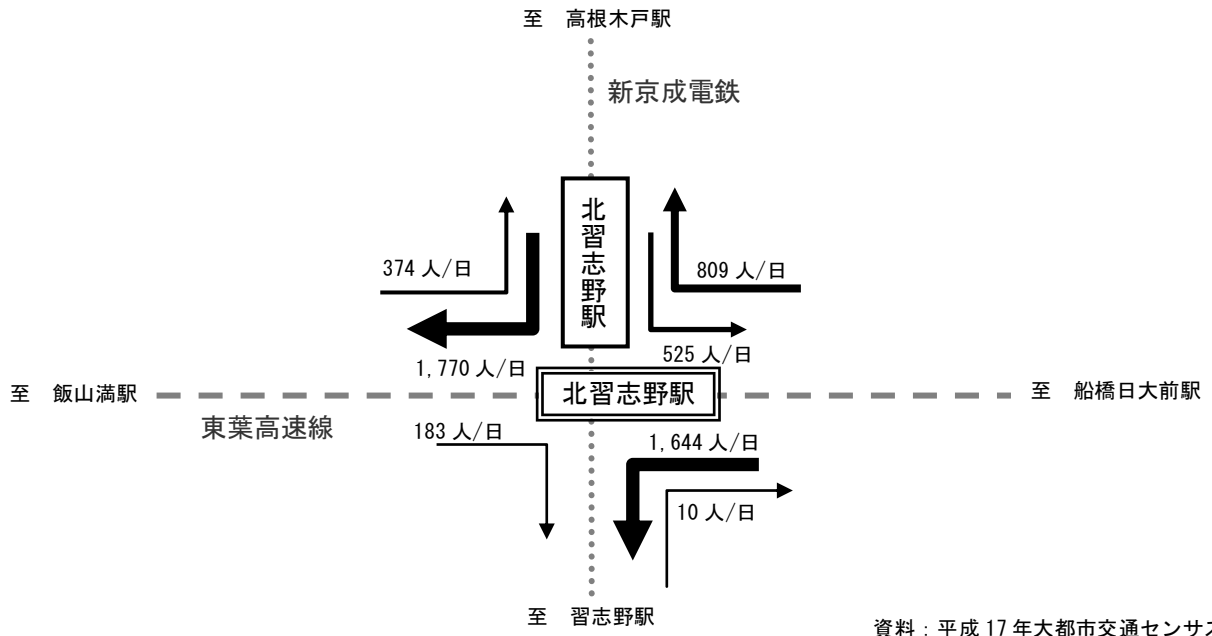 至 高根木戸駅
新京成電鉄
北習志野駅
374 人/日
809 人/日
1,770 人/日
525 人/日
至 飯山満駅
北習志野駅
至 船橋日大前駅
東葉高速線
183 人/日
1,644 人/日
10 人/日
至 習志野駅
資料：平成 17 年大都市交通センサス